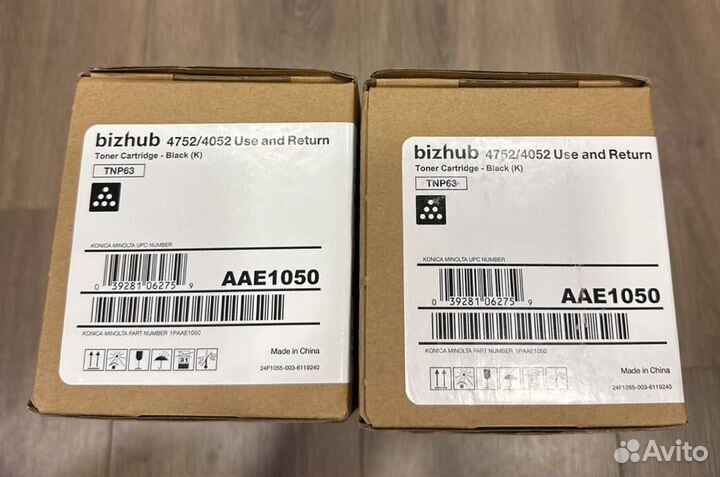 bizhub 4752/4052 Use and Return
Toner Cartridge - Black (K)
TNP63
KONICA MINOLTA UPC NUMBER
0 39281 06275 9
AAE1050
KONICA MINOLTA PART NUMBER 1PAAE1050
31
Made in China
24F1055-003-6119240
bizhub 4752/4052 Use and Return
Toner Cartridge - Black (K)
TNP63
KONICA MINOLTA UPC NUMBER
0 39281 06275 9
AAE1050
KONICA MINOLTA PART NUMBER 1PAAE1050
31
Made in China
24F1055-003-6119240
Avito